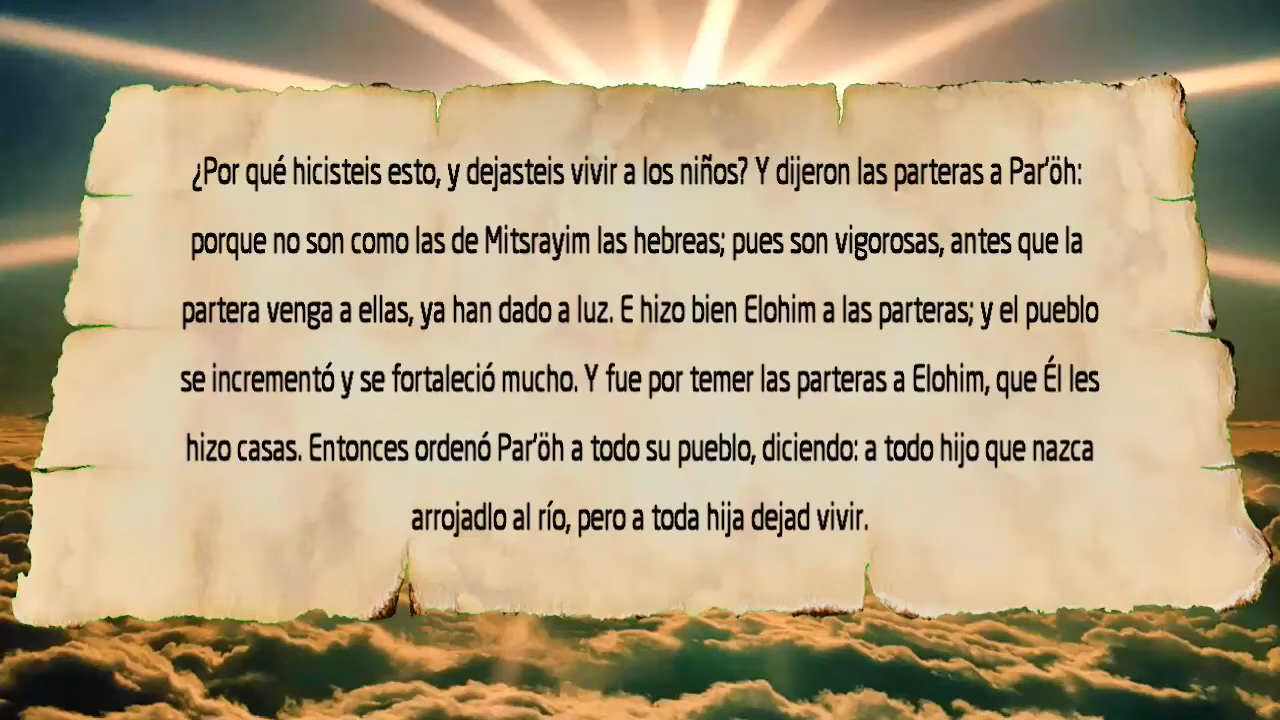 ¿Por qué hicisteis esto, y dejasteis vivir a los niños? Y dijeron las parteras a Par’öh:
porque no son como las de Mitsrayim las hebreas; pues son vigorosas, antes que la
partera venga a ellas, ya han dado a luz. E hizo bien Elohim a las parteras; y el pueblo
se incrementó y se fortaleció mucho. Y fue por temer las parteras a Elohim, que Él les
hizo casas. Entonces ordenó Par’öh a todo su pueblo, diciendo: a todo hijo que nazca
arrojadlo al río, pero a toda hija dejad vivir.